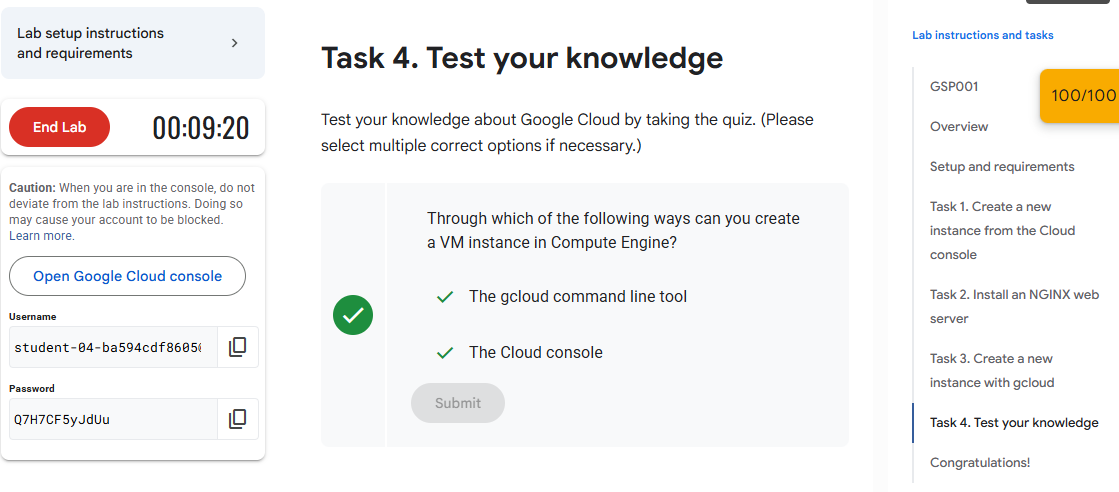 Lab setup instructions
and requirements
End Lab
00:09:20
Caution: When you are in the console, do not
deviate from the lab instructions. Doing so
may cause your account to be blocked.
Learn more.
Open Google Cloud console
Username
student-04-ba594cdf8605
Password
Q7H7CF5yJdUu
Task 4. Test your knowledge
Test your knowledge about Google Cloud by taking the quiz. (Please
select multiple correct options if necessary.)
Through which of the following ways can you create
a VM instance in Compute Engine?
The gcloud command line tool
The Cloud console
Submit
Lab instructions and tasks
GSP001
100/100
Overview
Setup and requirements
Task 1. Create a new
instance from the Cloud
console
Task 2. Install an NGINX web
server
Task 3. Create a new
instance with gcloud
Task 4. Test your knowledge
Congratulations!